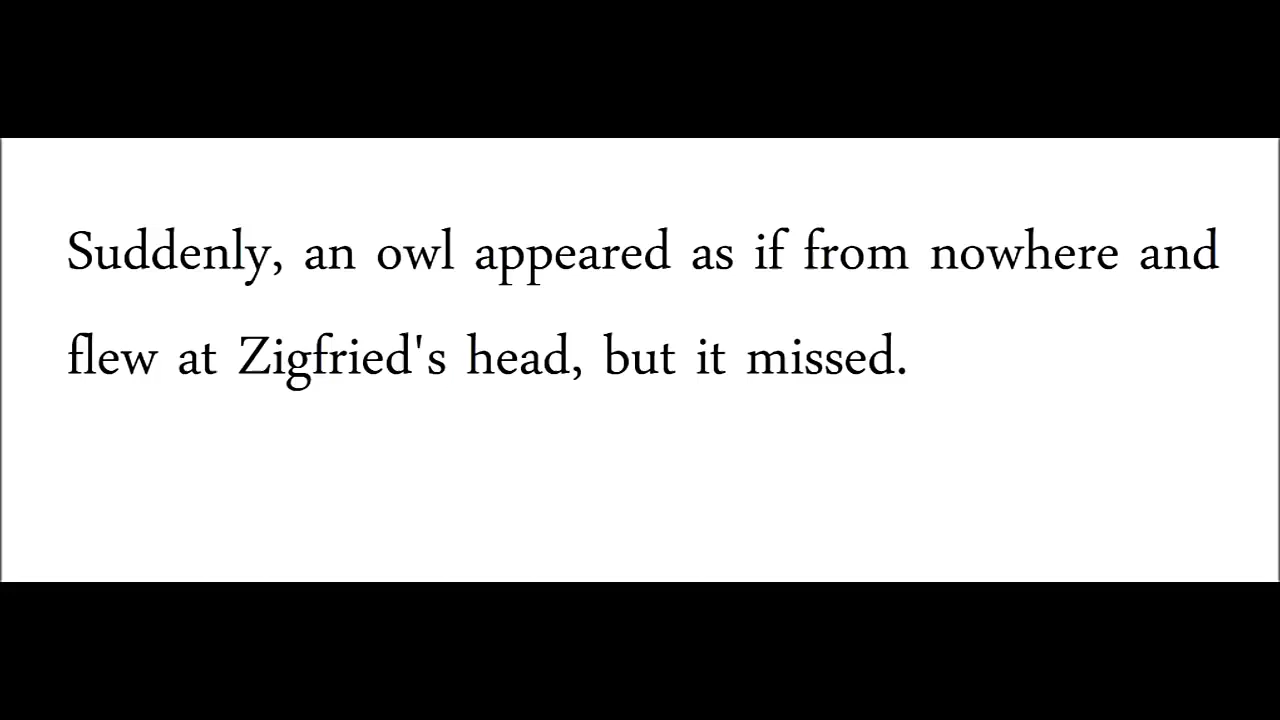 Suddenly, an owl appeared as if from nowhere and
flew at Zigfried's head, but it missed.